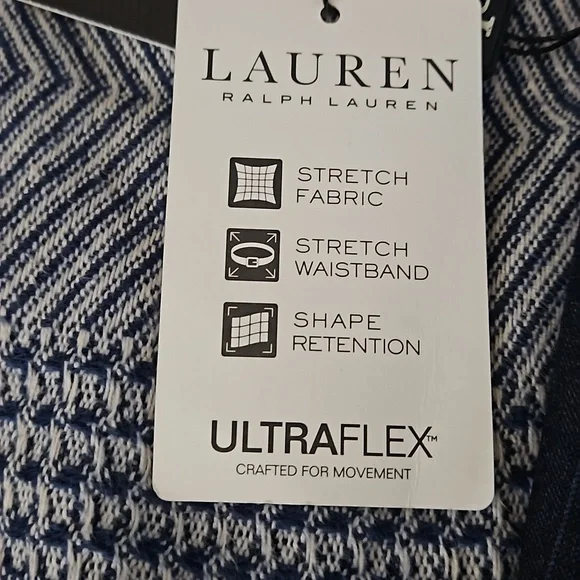 LAUREN
RALPH LAUREN
STRETCH
FABRIC
STRETCH
WAISTBAND
SHAPE
RETENTION
ULTRAFLEX™
CRAFTED FOR MOVEMENT